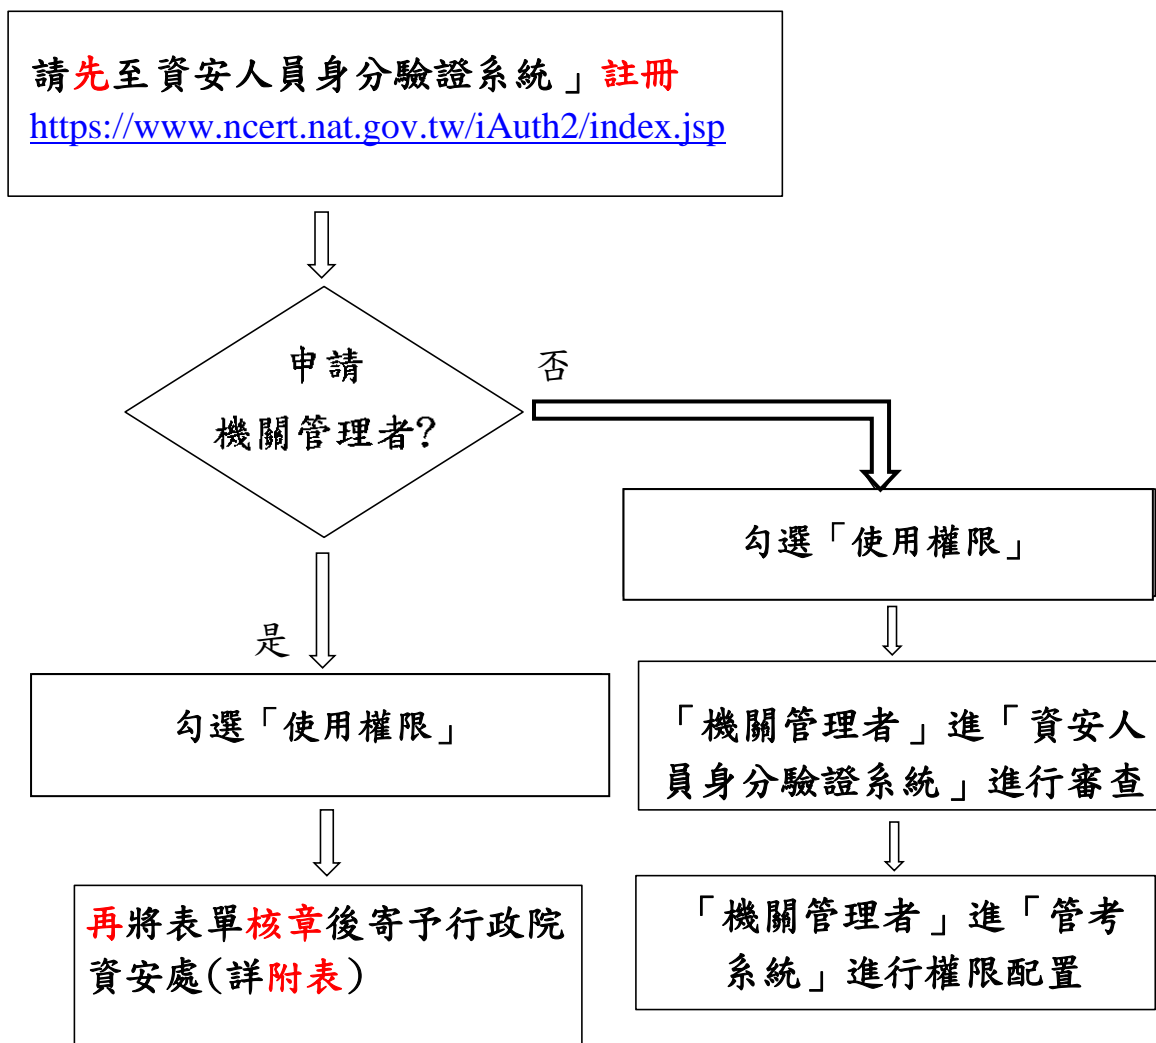 請先至資安人員身分驗證系統」註冊
https://www.ncert.nat.gov.tw/iAuth2/index.jsp
申請
機關管理者?
否
是
勾選「使用權限」
再將表單核章後寄予行政院
資安處(詳附表)
勾選「使用權限」
「機關管理者」進「資安人
員身分驗證系統」進行審查
「機關管理者」進「管考
系統」進行權限配置